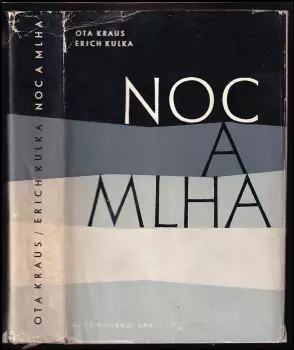 OTA KRAUS
ERICH KULKA
NOC
A
MLHA
OTA KRAUS / ERICH KULKA NOC A MLHA